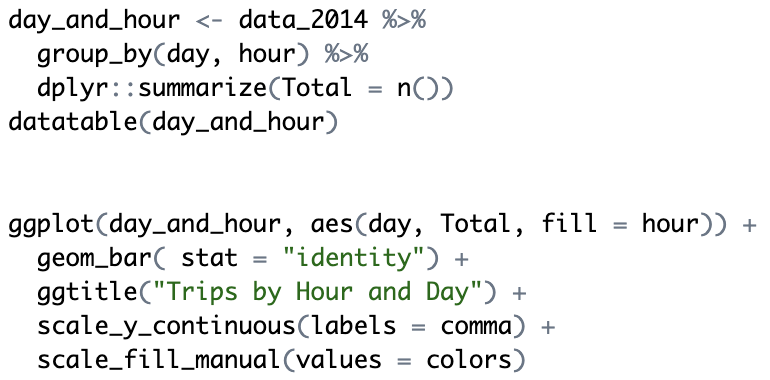 day_and_hour <- data_2014 %>%
  group_by(day, hour) %>%
  dplyr::summarize(Total = n())
datatable(day_and_hour)
ggplot(day_and_hour, aes(day, Total, fill = hour)) +
  geom_bar( stat = "identity") +
  ggtitle("Trips by Hour and Day") +
  scale_y_continuous(labels = comma) +
  scale_fill_manual(values = colors)